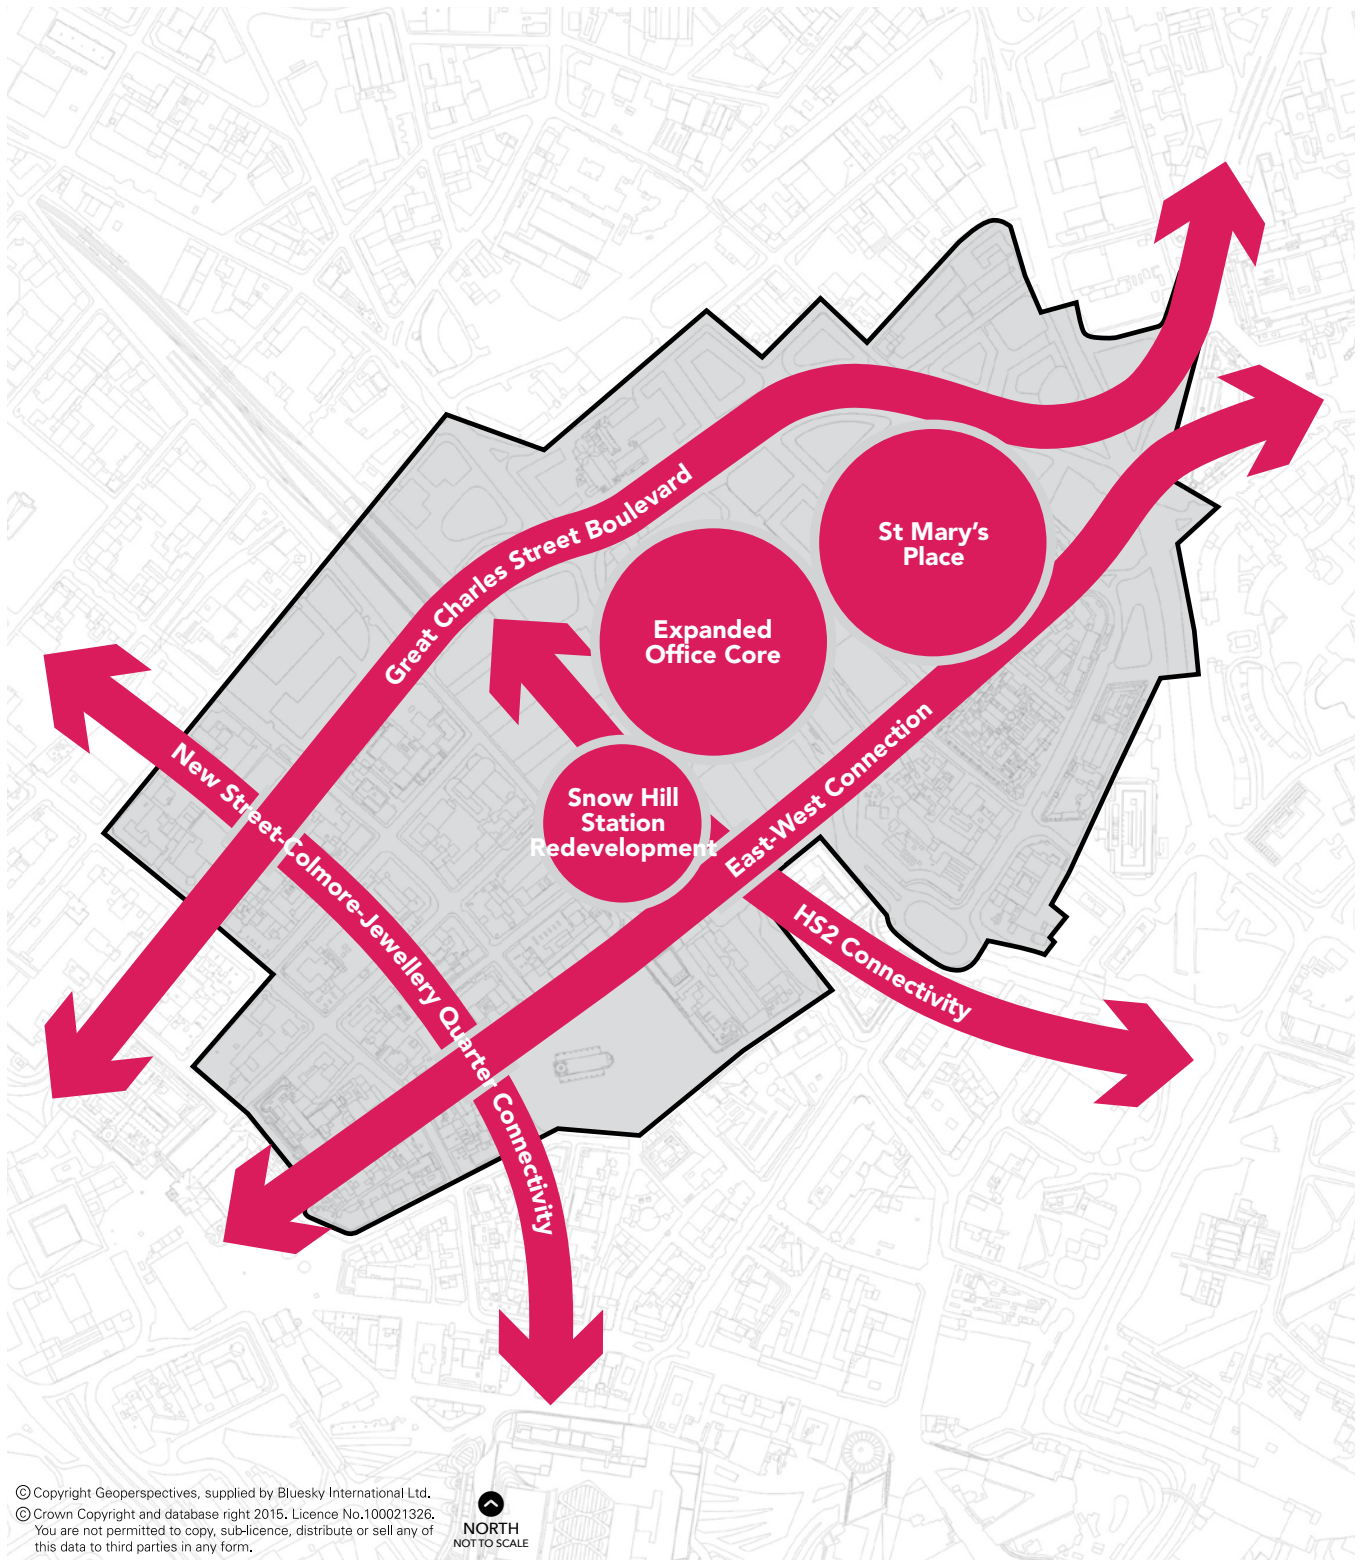 Great Charles Street Boulevard
St Mary’s
Place
Expanded
Office Core
New Street-Colmore-Jewellery Quarter Connectivity
Snow Hill
Station
Redevelopment
East-West Connection
HS2 Connectivity
© Copyright Geoperspectives, supplied by Bluesky International Ltd.
© Crown Copyright and database right 2015. Licence No.100021326.
You are not permitted to copy, sub-licence, distribute or sell any of
this data to third parties in any form.
NORTH
NOT TO SCALE